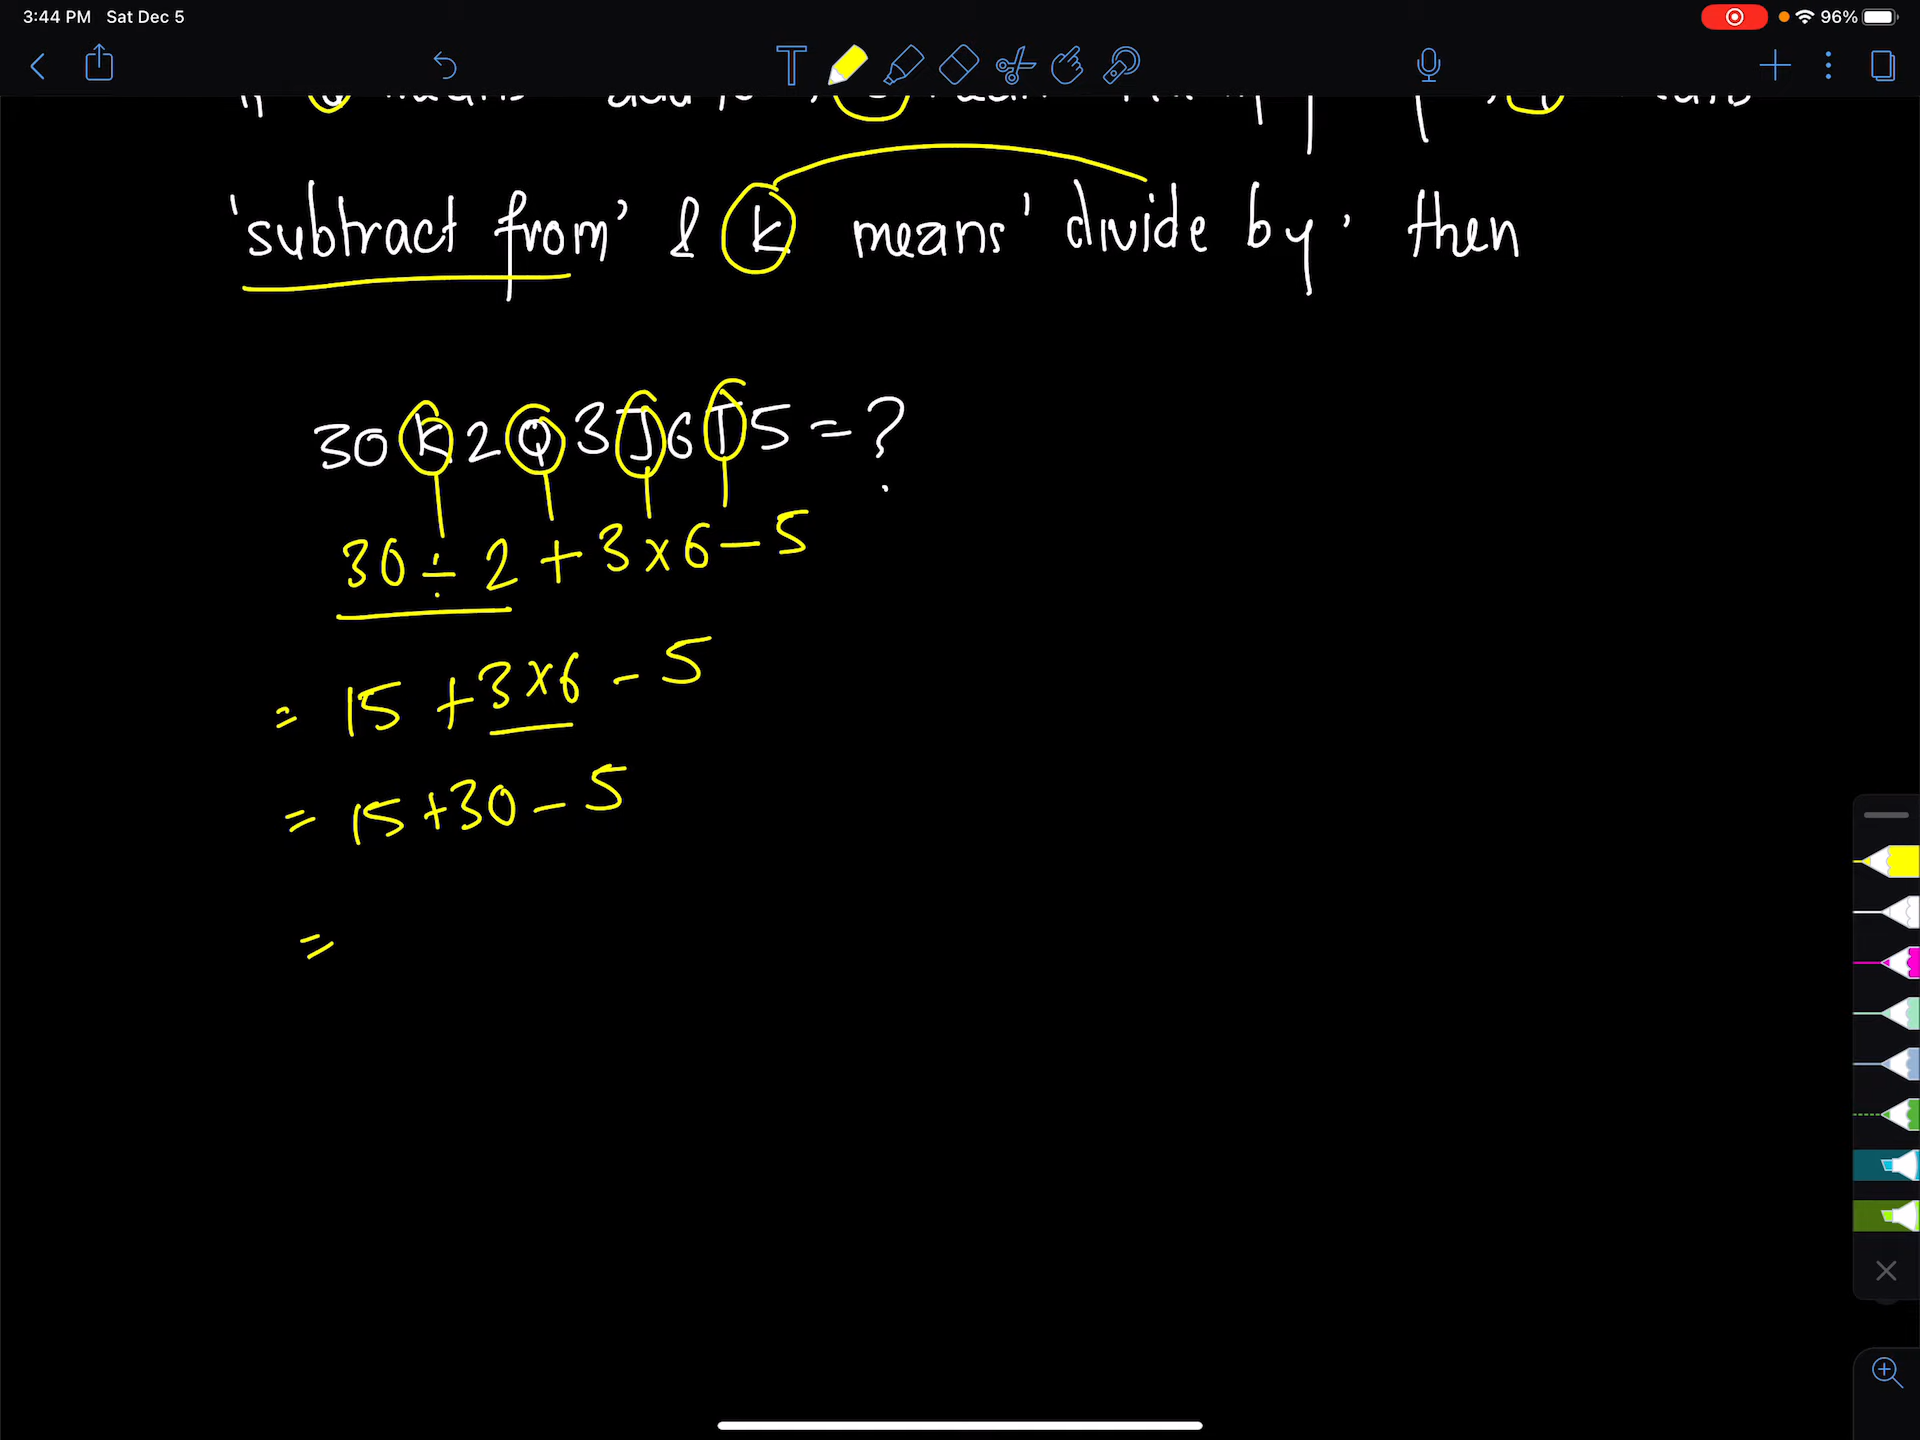 3:44 PM Sat Dec 5
96%
'subtract from' & k means 'divide by' then
30 K 2 Q 3 J 6 T 5 = ?
30 ÷ 2 + 3 × 6 - 5
= 15 + 3 × 6 - 5
= 15 + 30 - 5
=